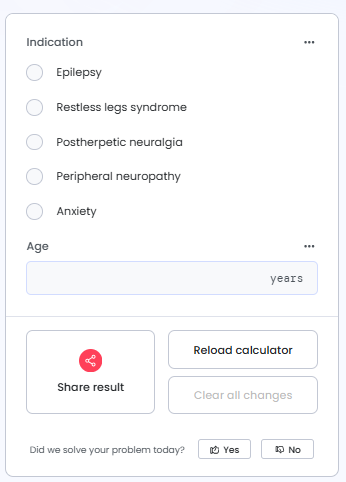 Indication
Epilepsy
Restless legs syndrome
Postherpetic neuralgia
Peripheral neuropathy
Anxiety
Age
years
Share result
Reload calculator
Clear all changes
Did we solve your problem today?
Yes
No